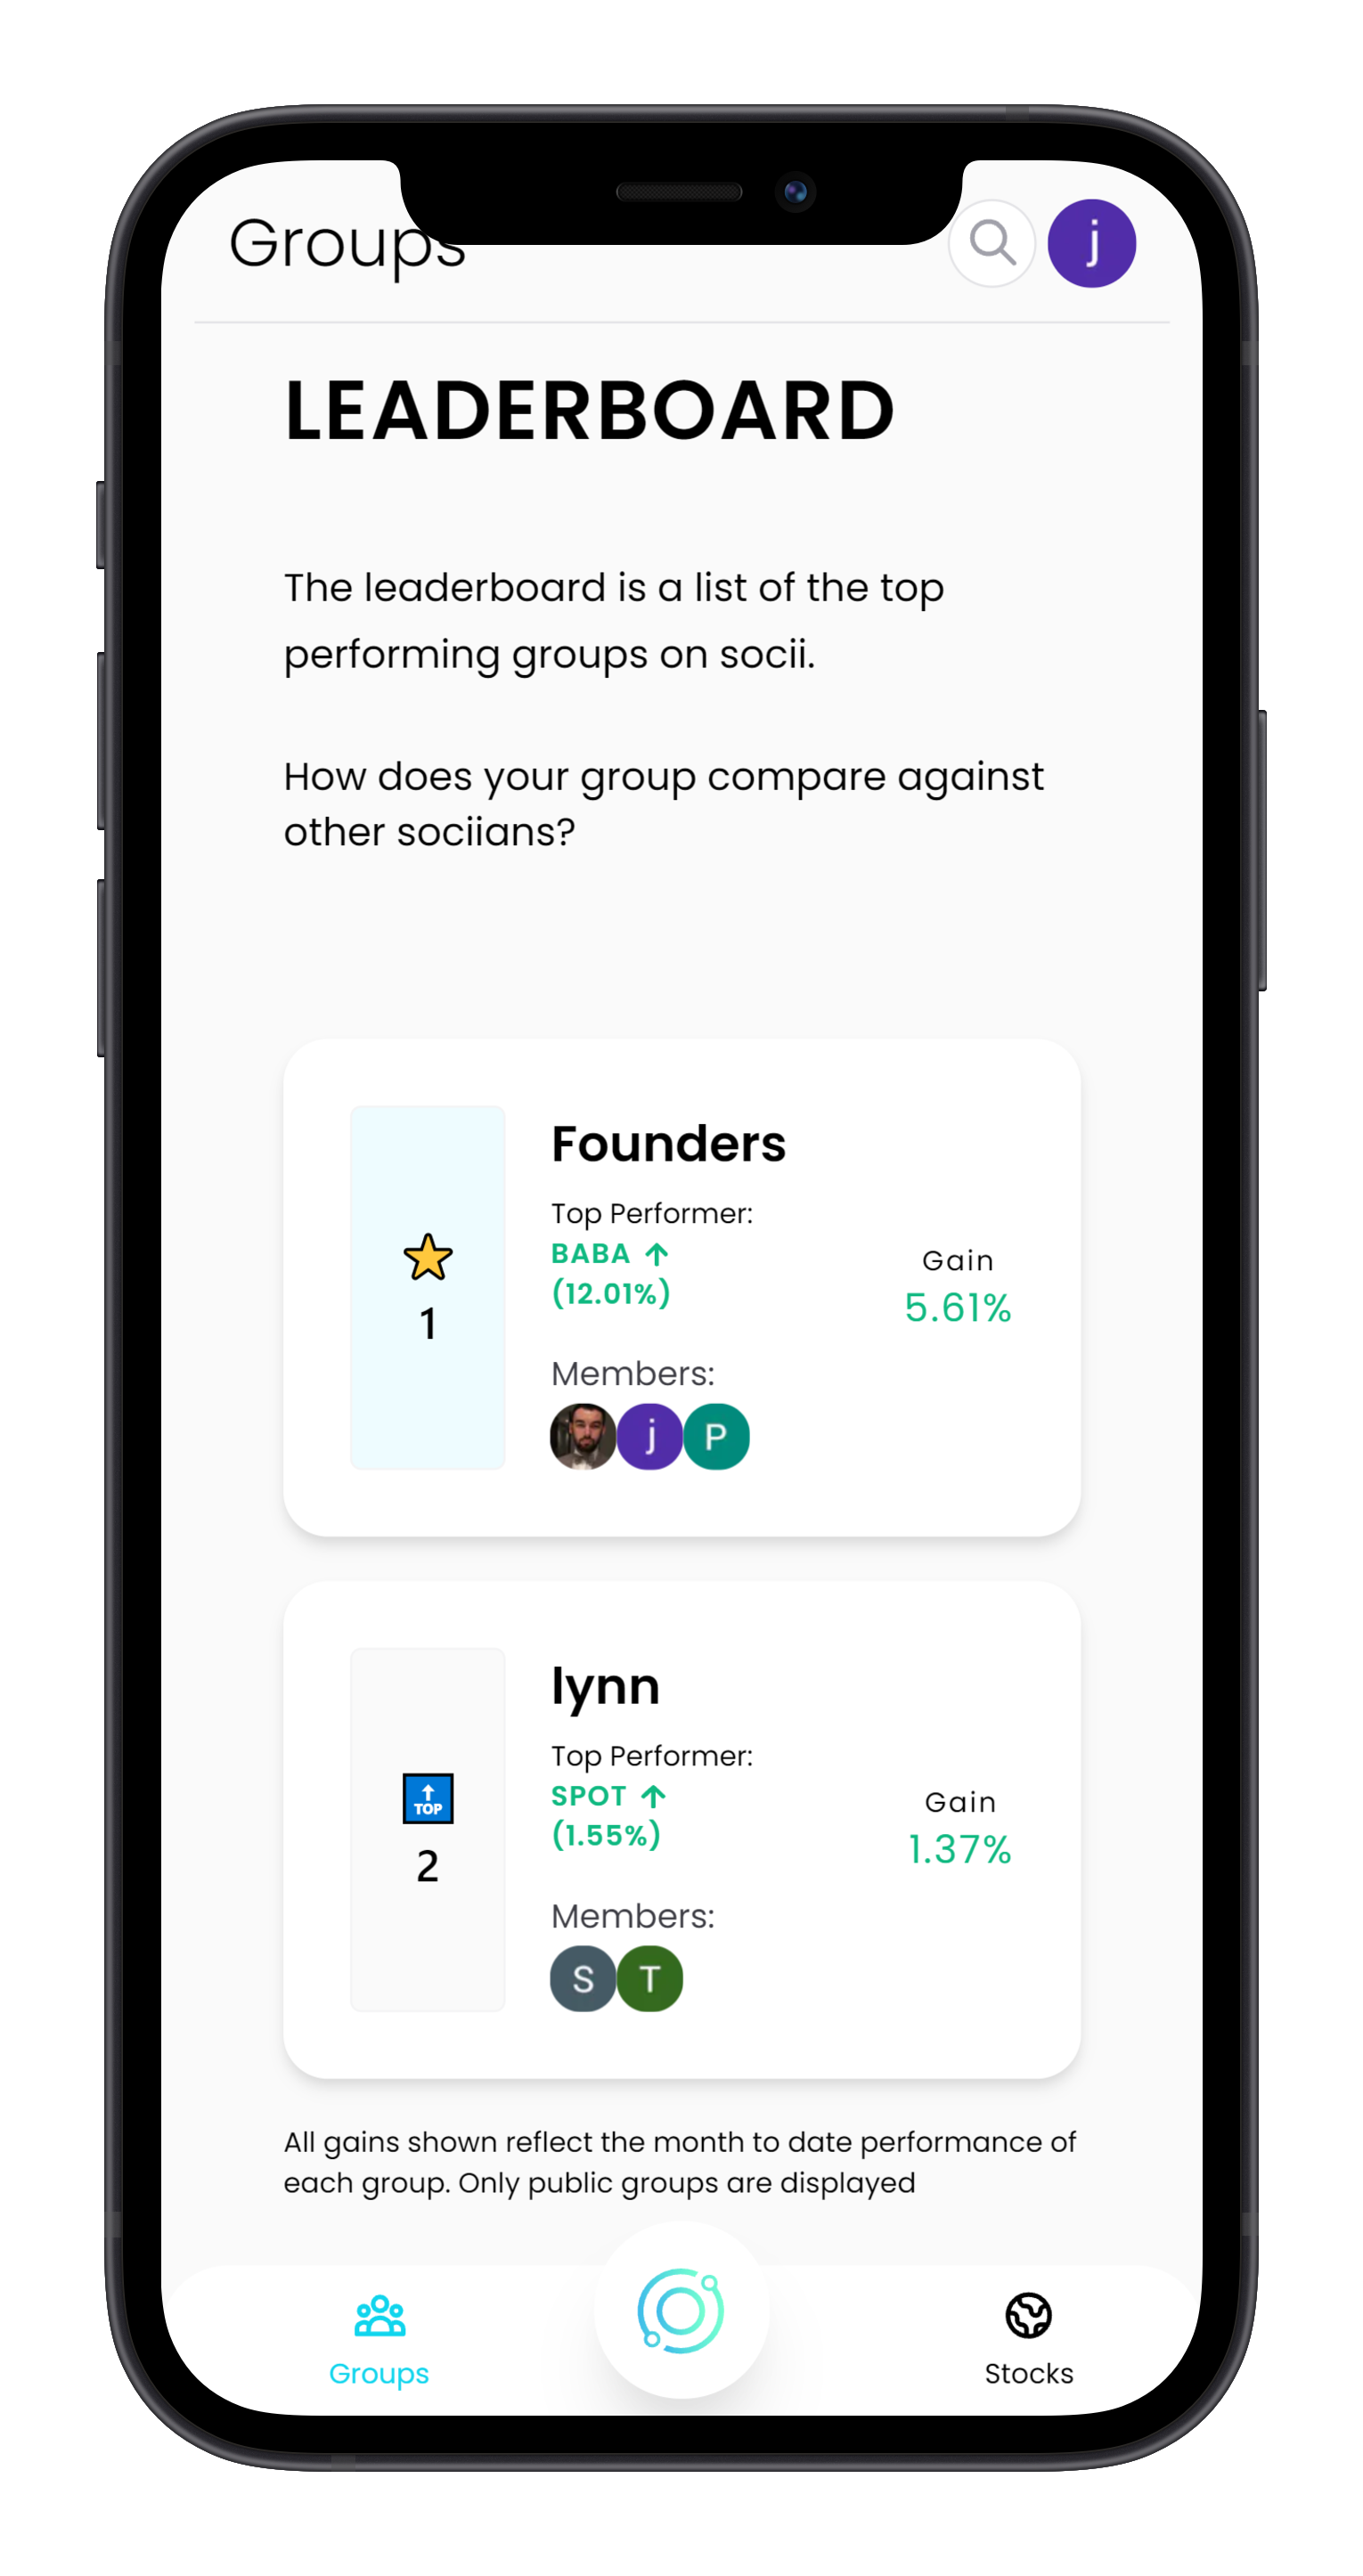 Groups
j
LEADERBOARD
The leaderboard is a list of the top
performing groups on socii.
How does your group compare against
other sociians?
1
Founders
Top Performer:
BABA ↑
(12.01%)
Gain
5.61%
Members:
j P
TOP
2
lynn
Top Performer:
SPOT ↑
(1.55%)
Gain
1.37%
Members:
S T
All gains shown reflect the month to date performance of
each group. Only public groups are displayed
Groups
Stocks